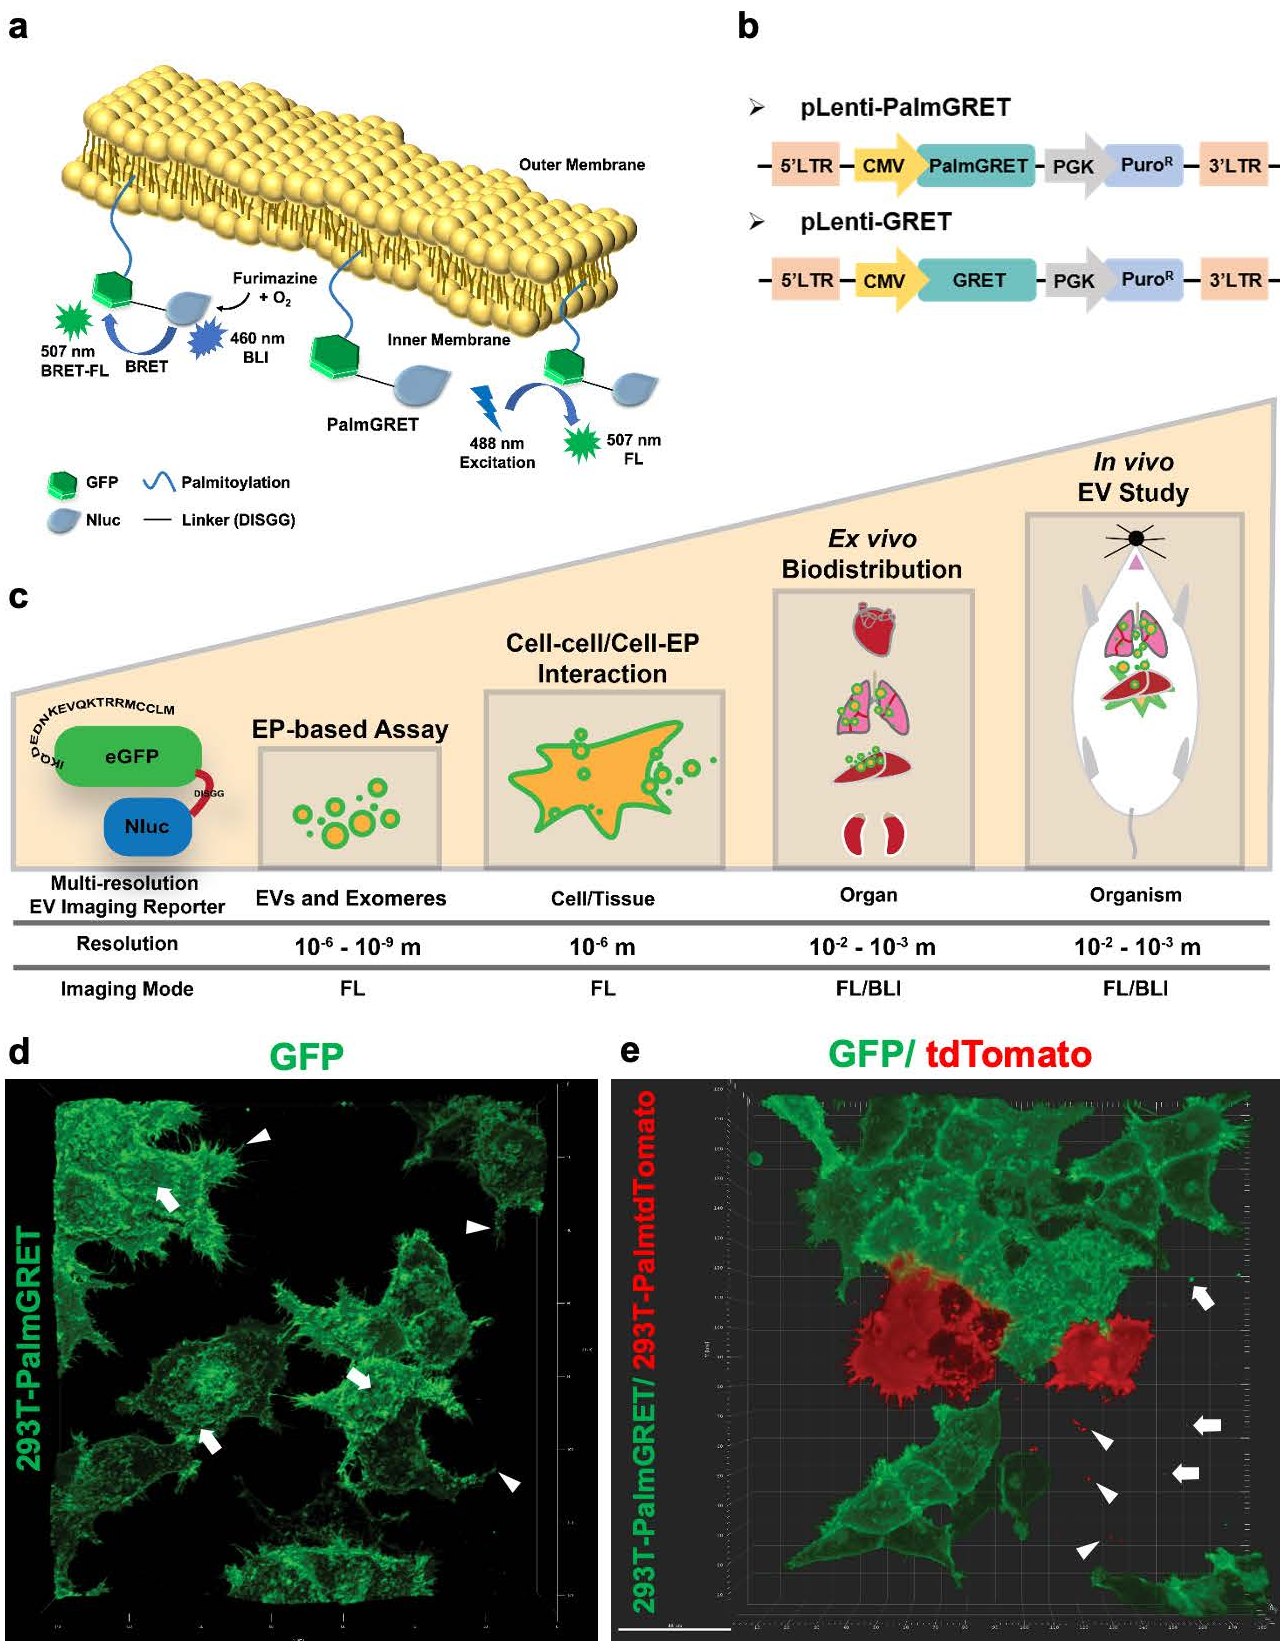 a
Outer Membrane
Furimazine
+ O₂
507 nm
BRET-FL
BRET
460 nm
BLI
Inner Membrane
PalmGRET
488 nm
Excitation
507 nm
FL
GFP
Palmitoylation
Nluc
Linker (DISGG)
b
➢ pLenti-PalmGRET
5'LTR CMV PalmGRET PGK Puroᴿ 3'LTR
➢ pLenti-GRET
5'LTR CMV GRET PGK Puroᴿ 3'LTR
c
EDNKEVQKTRRMCCLM
eGFP
DISGG
Nluc
EP-based Assay
Cell-cell/Cell-EP
Interaction
Ex vivo
Biodistribution
In vivo
EV Study
Multi-resolution
EV Imaging Reporter
EVs and Exomeres
Cell/Tissue
Organ
Organism
Resolution
10⁻⁶ - 10⁻⁹ m
10⁻⁶ m
10⁻² - 10⁻³ m
10⁻² - 10⁻³ m
Imaging Mode
FL
FL
FL/BLI
FL/BLI
d
GFP
293T-PalmGRET
e
GFP/ tdTomato
293T-PalmGRET/ 293T-PalmtdTomato